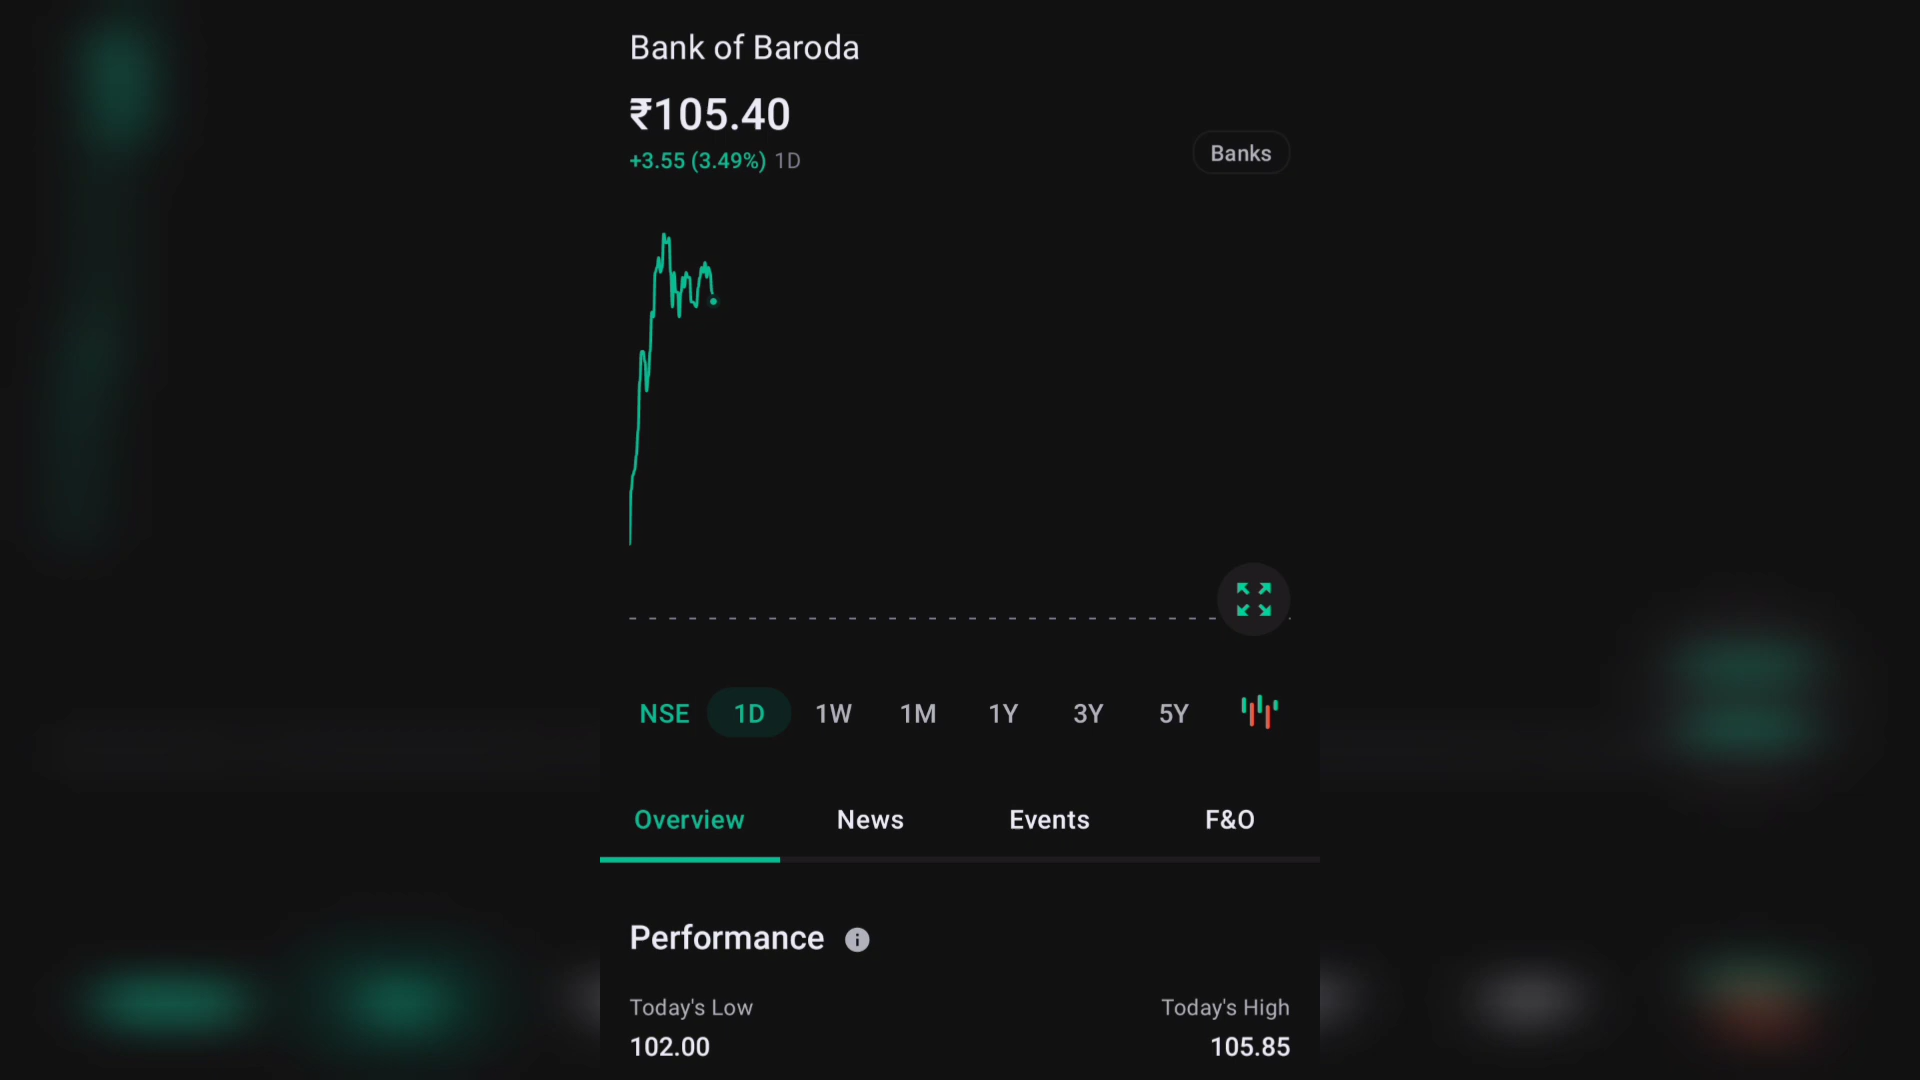 Bank of Baroda
₹105.40
+3.55 (3.49%) 1D
Banks
NSE 1D 1W 1M 1Y 3Y 5Y
Overview News Events F&O
Performance
Today's Low Today's High
102.00 105.85